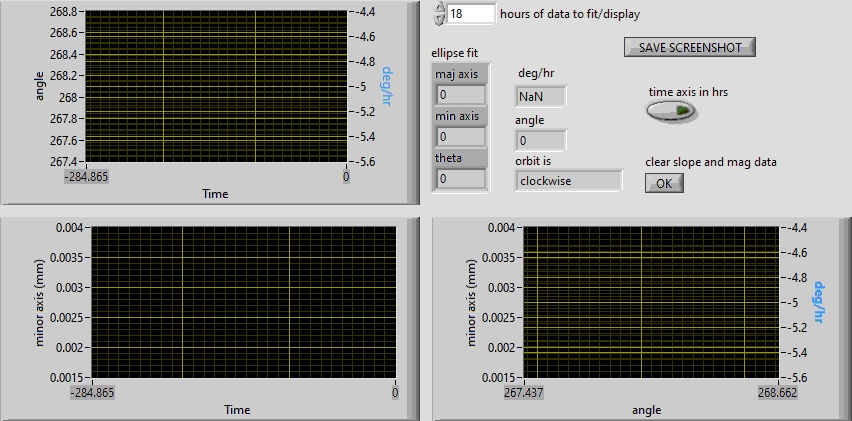 268.8
268.6
268.4
268.2
268
267.8
267.6
267.4
angle
-4.4
-4.6
-4.8
-5
-5.2
-5.4
-5.6
deg/hr
-284.865
0
Time
18 hours of data to fit/display
SAVE SCREENSHOT
ellipse fit
maj axis
0
min axis
0
theta
0
deg/hr
NaN
angle
0
orbit is
clockwise
time axis in hrs
clear slope and mag data
OK
0.004
0.0035
0.003
0.0025
0.002
0.0015
minor axis (mm)
-284.865
0
Time
0.004
0.0035
0.003
0.0025
0.002
0.0015
minor axis (mm)
-4.4
-4.6
-4.8
-5
-5.2
-5.4
-5.6
deg/hr
267.437
268.662
angle